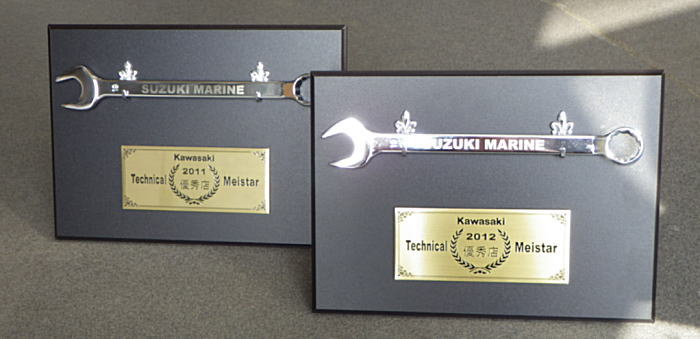 SUZUKI MARINE
Kawasaki
Technical 2011 Meistar
優秀店
SUZUKI MARINE
Kawasaki
Technical 2012 Meistar
優秀店